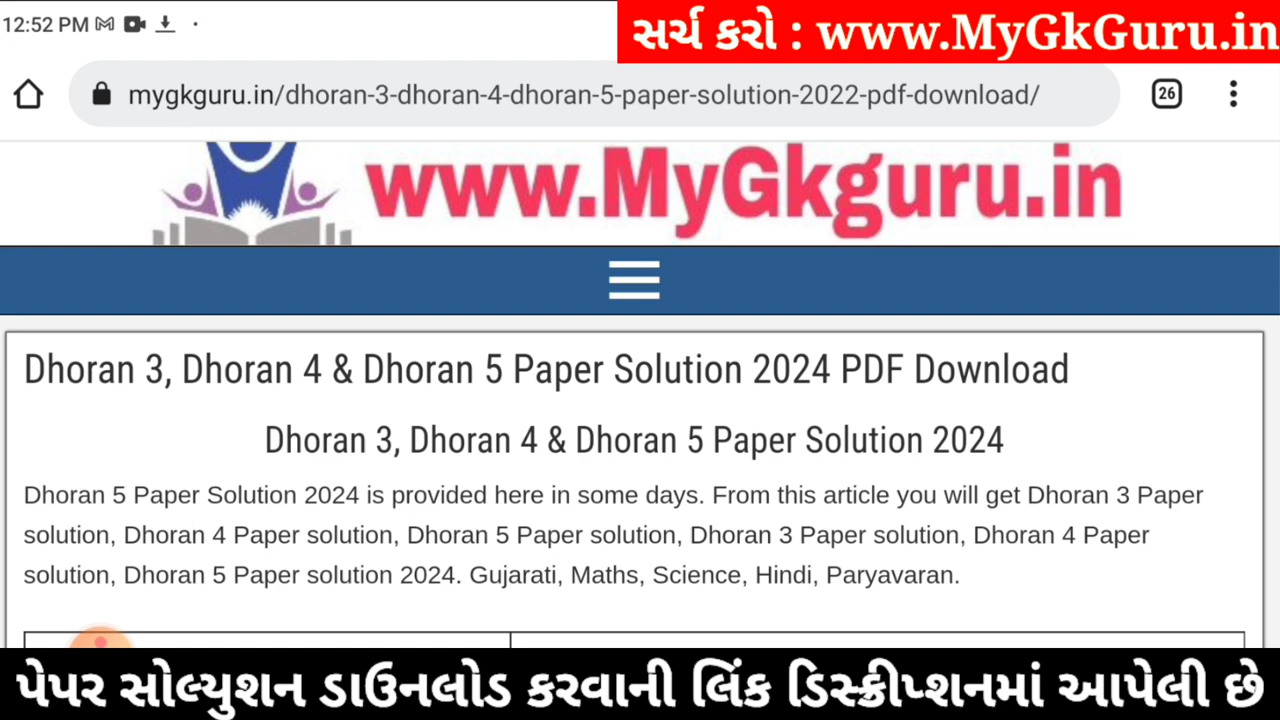 12:52 PM
સર્ચ કરો : www.MyGkGuru.in
mygkguru.in/dhoran-3-dhoran-4-dhoran-5-paper-solution-2022-pdf-download/
26
www.MyGkguru.in
Dhoran 3, Dhoran 4 & Dhoran 5 Paper Solution 2024 PDF Download
Dhoran 3, Dhoran 4 & Dhoran 5 Paper Solution 2024
Dhoran 5 Paper Solution 2024 is provided here in some days. From this article you will get Dhoran 3 Paper
solution, Dhoran 4 Paper solution, Dhoran 5 Paper solution, Dhoran 3 Paper solution, Dhoran 4 Paper
solution, Dhoran 5 Paper solution 2024. Gujarati, Maths, Science, Hindi, Paryavaran.
પેપર સોલ્યુશન ડાઉનલોડ કરવાની લિંક ડિસ્ક્રીપ્શનમાં આપેલી છે